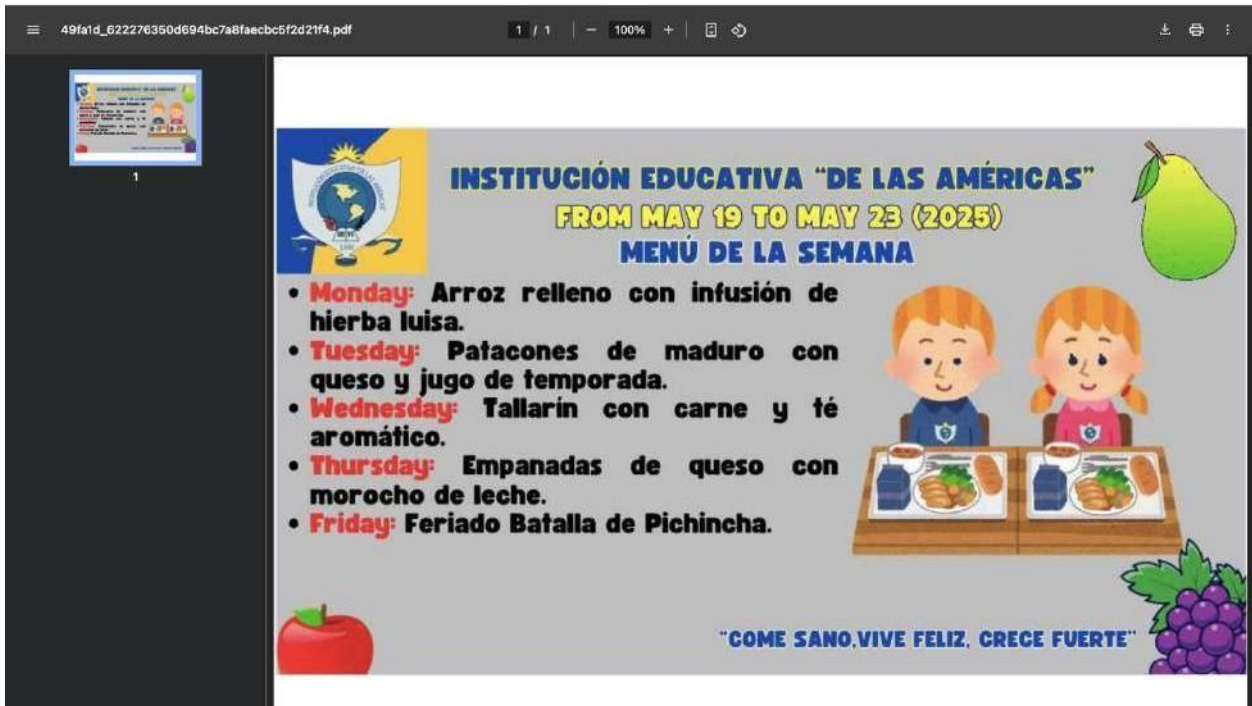 49fa1d_622276350d694bc7a8faecbc5f2d21f4.pdf
1 / 1
100%
1
INSTITUCIÓN EDUCATIVA "DE LAS AMÉRICAS"
FROM MAY 19 TO MAY 23 (2025)
MENÚ DE LA SEMANA
• Monday: Arroz relleno con infusión de
hierba luisa.
• Tuesday: Patacones de maduro con
queso y jugo de temporada.
• Wednesday: Tallarín con carne y té
aromático.
• Thursday: Empanadas de queso con
morocho de leche.
• Friday: Feriado Batalla de Pichincha.
"COME SANO,VIVE FELIZ, CRECE FUERTE"